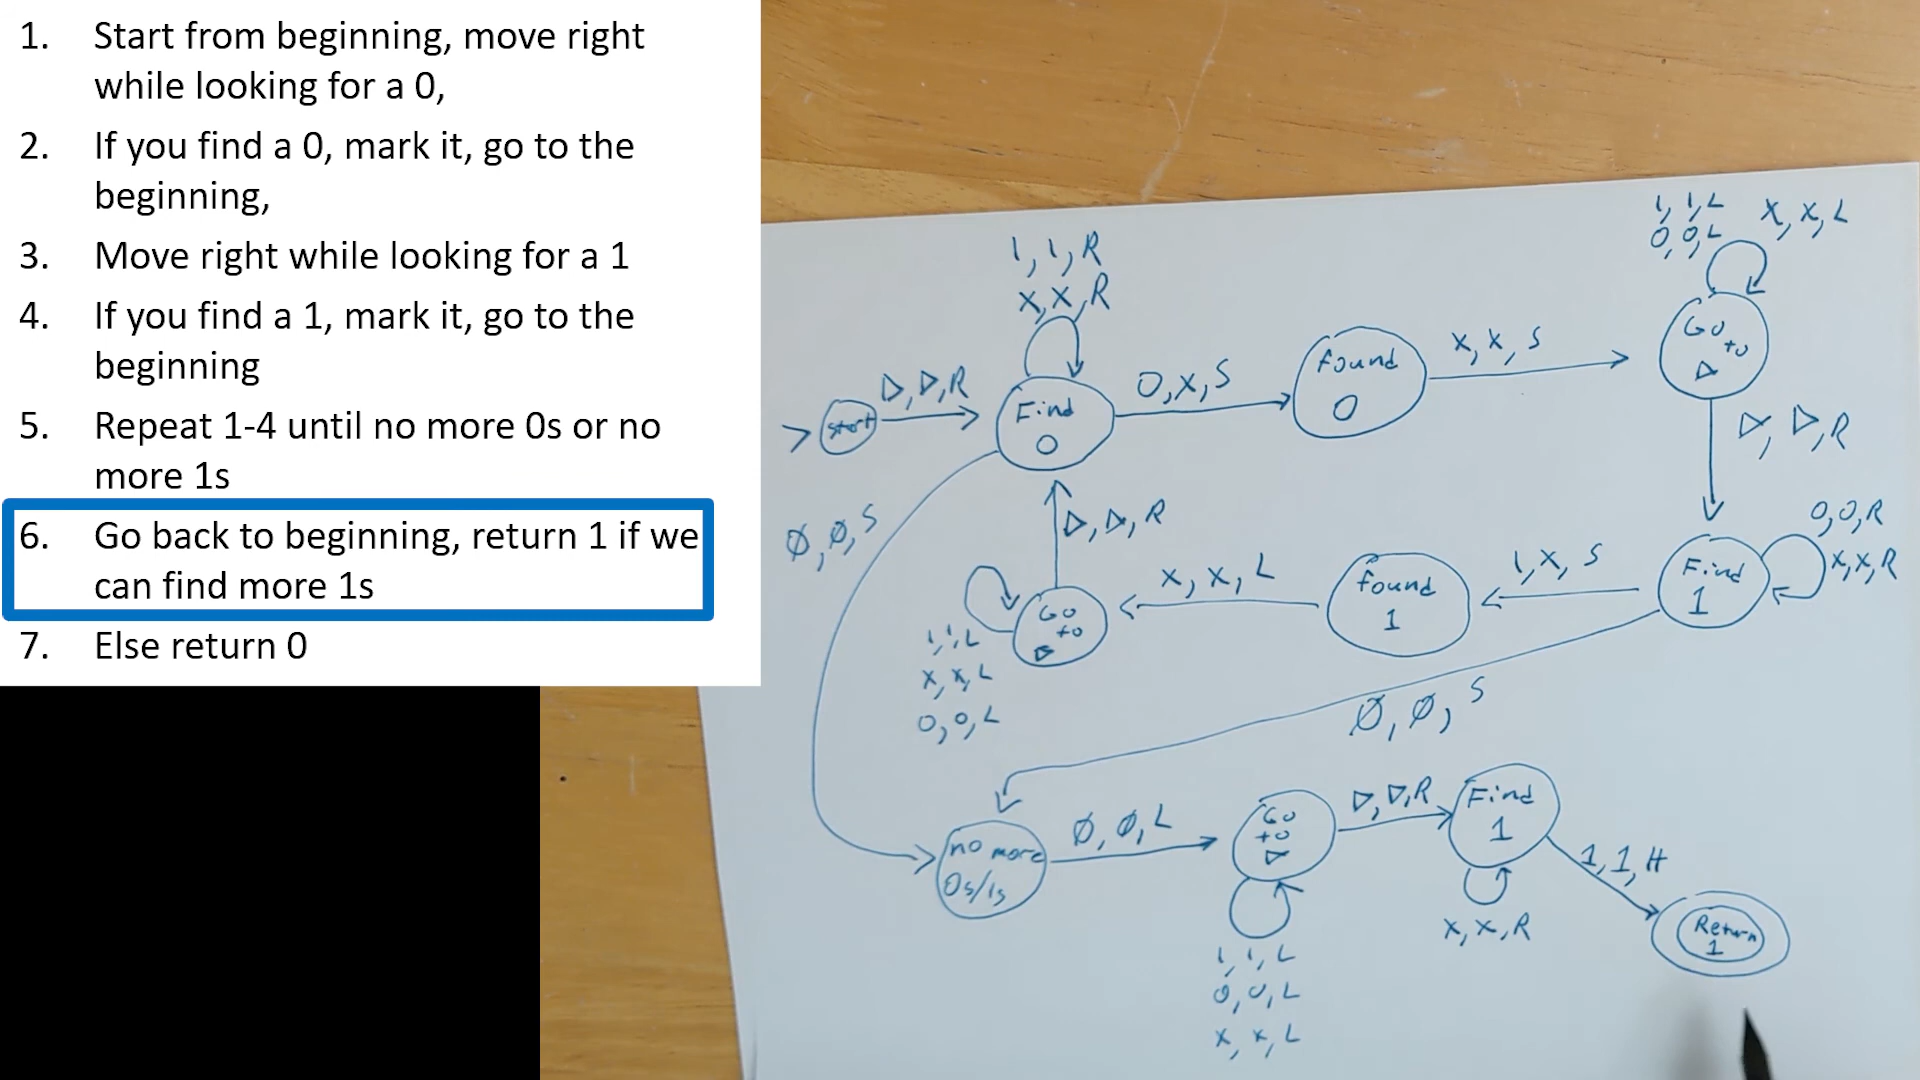 1. Start from beginning, move right
while looking for a 0,
2. If you find a 0, mark it, go to the
beginning,
3. Move right while looking for a 1
4. If you find a 1, mark it, go to the
beginning
5. Repeat 1-4 until no more 0s or no
more 1s
6. Go back to beginning, return 1 if we
can find more 1s
7. Else return 0
1, 1, R
x, x, R
> start
▷, ▷, R
Find
0
0, x, S
found
0
x, x, S
1, 1, L
0, 0, L
x, x, L
Go
to
▷
▷, ▷, R
Find
1
0, 0, R
x, x, R
1, x, S
found
1
x, x, L
Go
to
▷
1, 1, L
x, x, L
0, 0, L
▷, ▷, R
∅, ∅, S
∅, ∅, S
no more
0s/1s
∅, ∅, L
Go
to
▷
1, 1, L
0, 0, L
x, x, L
▷, ▷, R
Find
1
x, x, R
1, 1, H
Return
1